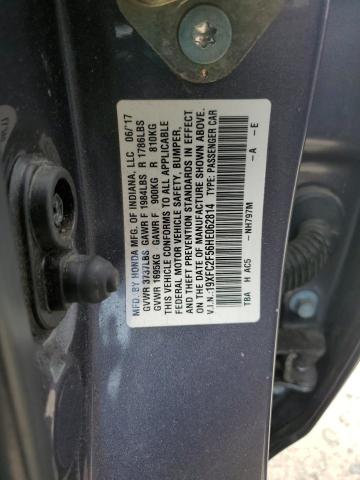 MFD. BY HONDA MFG. OF INDIANA, LLC 06/'17
GVWR 3737LBS GAWR F 1984LBS R 1786LBS
GVWR 1695KG GAWR F 900KG R 810KG
THIS VEHICLE CONFORMS TO ALL APPLICABLE
FEDERAL MOTOR VEHICLE SAFETY, BUMPER,
AND THEFT PREVENTION STANDARDS IN EFFECT
ON THE DATE OF MANUFACTURE SHOWN ABOVE.
V.I.N.:19XFC2F56HE062814 TYPE: PASSENGER CAR
TBA H AC5 -NH797M -A -E